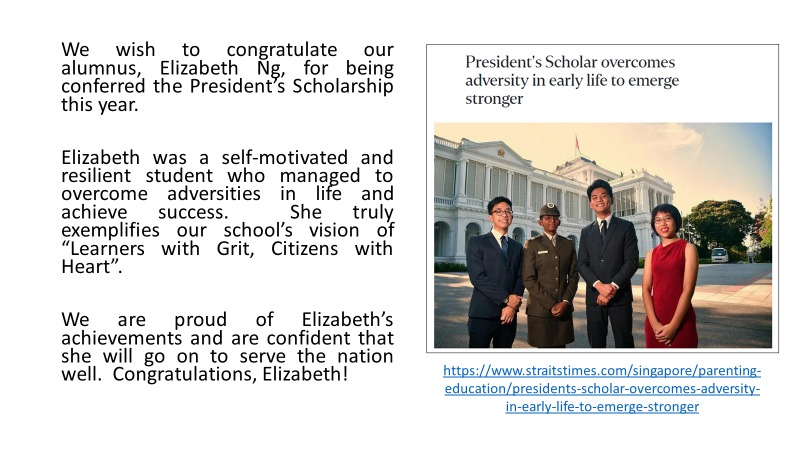 We wish to congratulate our
alumnus, Elizabeth Ng, for being
conferred the President's Scholarship
this year.
Elizabeth was a self-motivated and
resilient student who managed to
overcome adversities in life and
achieve success. She truly
exemplifies our school's vision of
“Learners with Grit, Citizens with
Heart”.
We are proud of Elizabeth's
achievements and are confident that
she will go on to serve the nation
well. Congratulations, Elizabeth!
President's Scholar overcomes
adversity in early life to emerge
stronger
https://www.straitstimes.com/singapore/parenting-
education/presidents-scholar-overcomes-adversity-
in-early-life-to-emerge-stronger